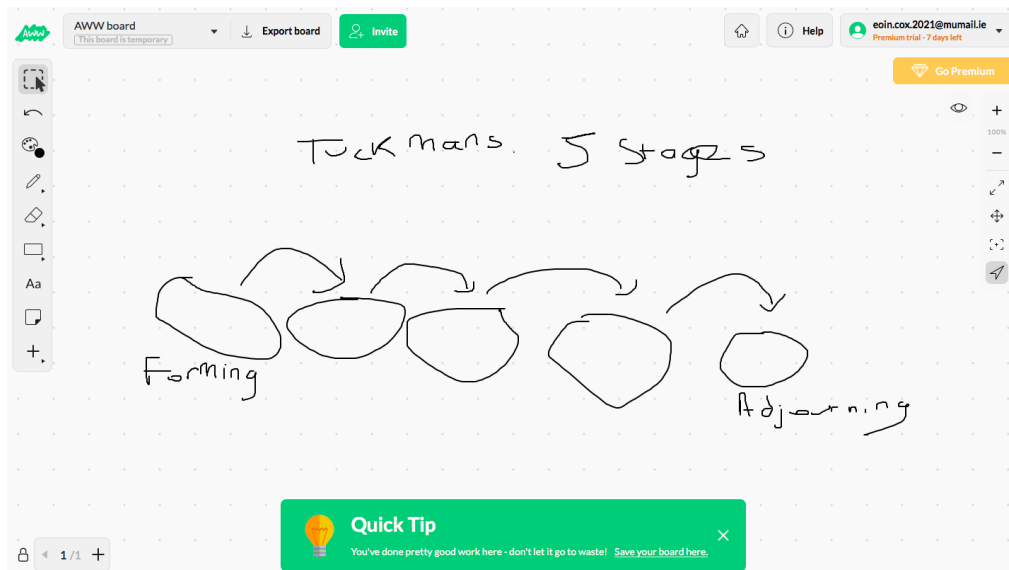 AWW
AWW board
This board is temporary
Export board
Invite
Help
eoin.cox.2021@mumail.ie
Premium trial - 7 days left
Go Premium
100%
Tuckmans. 5 Stages
Aa
Forming
Adjourning
Quick Tip
You've done pretty good work here - don't let it go to waste! Save your board here.
1/1